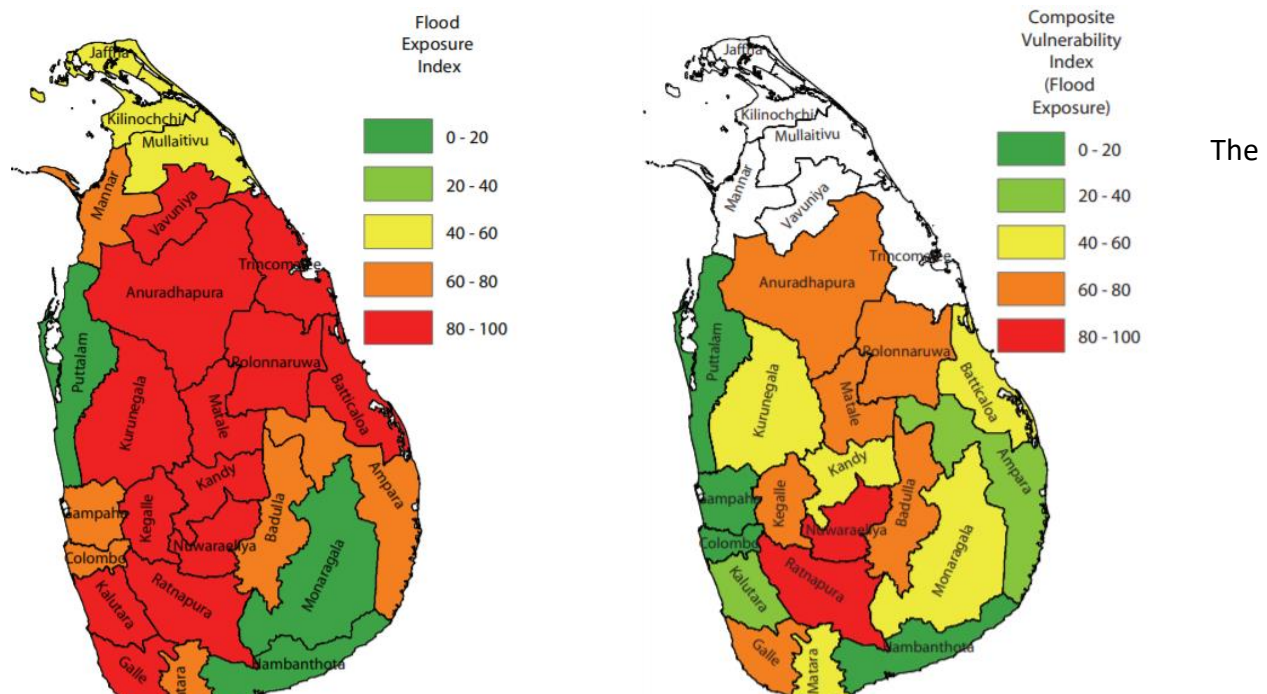 Flood
Exposure
Index
0 - 20
20 - 40
40 - 60
60 - 80
80 - 100
Jaffna
Kilinochchi
Mullaitivu
Mannar
Vavuniya
Trincomalee
Anuradhapura
Puttalam
Polonnaruwa
Kurunegala
Matale
Batticaloa
Kandy
Ampara
Gampaha
Kegalle
Badulla
Nuwaraeliya
Colombo
Monaragala
Kalutara
Ratnapura
Hambanthota
Galle
Composite
Vulnerability
Index
(Flood
Exposure)
0 - 20
20 - 40
40 - 60
60 - 80
80 - 100
Jaffna
Kilinochchi
Mullaitivu
Mannar
Vavuniya
Trincomalee
Anuradhapura
Puttalam
Polonnaruwa
Kurunegala
Matale
Batticaloa
Kandy
Ampara
Gampaha
Kegalle
Badulla
Nuwaraeliya
Colombo
Monaragala
Kalutara
Ratnapura
Hambanthota
Galle
Matara
The